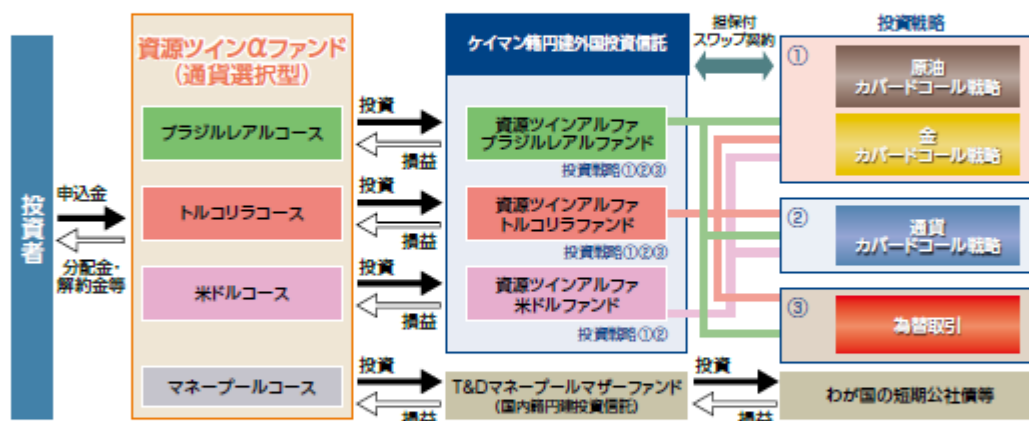 投資者
申込金
分配金・
解約金等
資源ツインαファンド
（通貨選択型）
ブラジルレアルコース
トルコリラコース
米ドルコース
マネープールコース
投資
損益
投資
損益
投資
損益
投資
損益
ケイマン籍円建外国投資信託
資源ツインアルファ
ブラジルレアルファンド
投資戦略①②③
資源ツインアルファ
トルコリラファンド
投資戦略①②③
資源ツインアルファ
米ドルファンド
投資戦略①②
T&Dマネープールマザーファンド
（国内籍円建投資信託）
担保付
スワップ契約
投資
損益
投資戦略
①
原油
カバードコール戦略
金
カバードコール戦略
②
通貨
カバードコール戦略
③
為替取引
わが国の短期公社債等